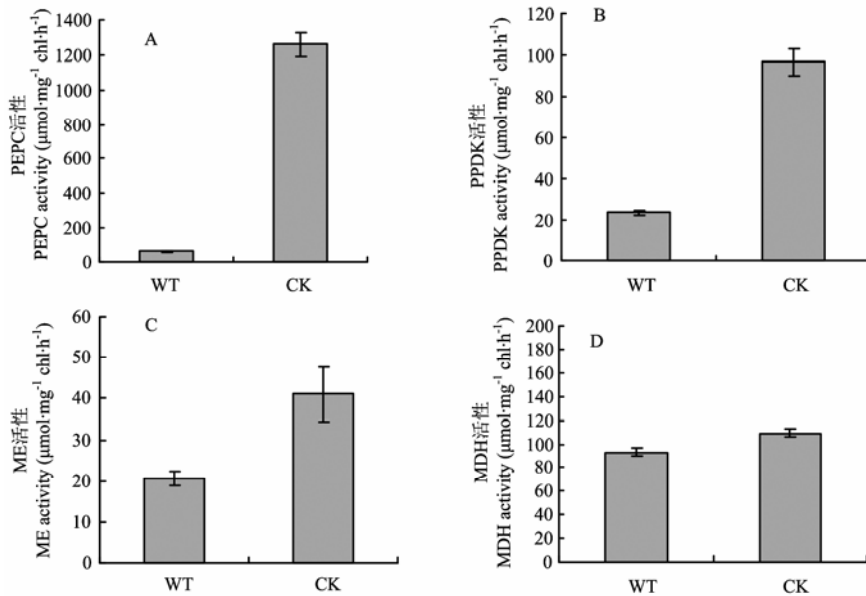 A
PEPC活性
PEPC activity (μmol·mg⁻¹ chl·h⁻¹)
1400
1200
1000
800
600
400
200
0
WT CK
B
PPDK活性
PPDK activity (μmol·mg⁻¹ chl·h⁻¹)
120
100
80
60
40
20
0
WT CK
C
ME活性
ME activity (μmol·mg⁻¹ chl·h⁻¹)
60
50
40
30
20
10
0
WT CK
D
MDH活性
MDH activity (μmol·mg⁻¹ chl·h⁻¹)
200
180
160
140
120
100
80
60
40
20
0
WT CK